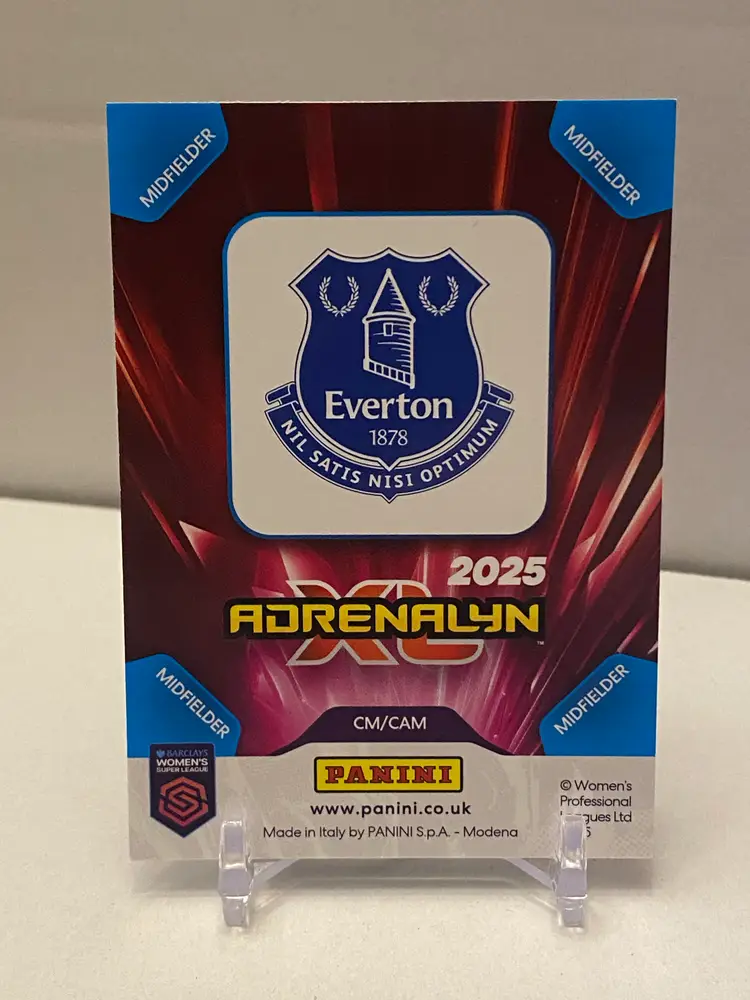 MIDFIELDER
MIDFIELDER
Everton
1878
NIL SATIS NISI OPTIMUM
2025
ADRENALYN
XL
™
MIDFIELDER
MIDFIELDER
CM/CAM
BARCLAYS
WOMEN'S
SUPER LEAGUE
PANINI
www.panini.co.uk
Made in Italy by PANINI S.p.A. - Modena
© Women's
Professional
Ltd